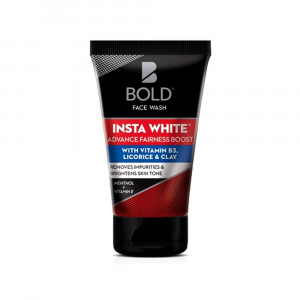 B
BOLD®
FACE WASH
INSTA WHITE™
ADVANCE FAIRNESS BOOST
WITH VITAMIN B3,
LICORICE & CLAY
REMOVES IMPURITIES &
BRIGHTENS SKIN TONE
MENTHOL
VITAMIN E